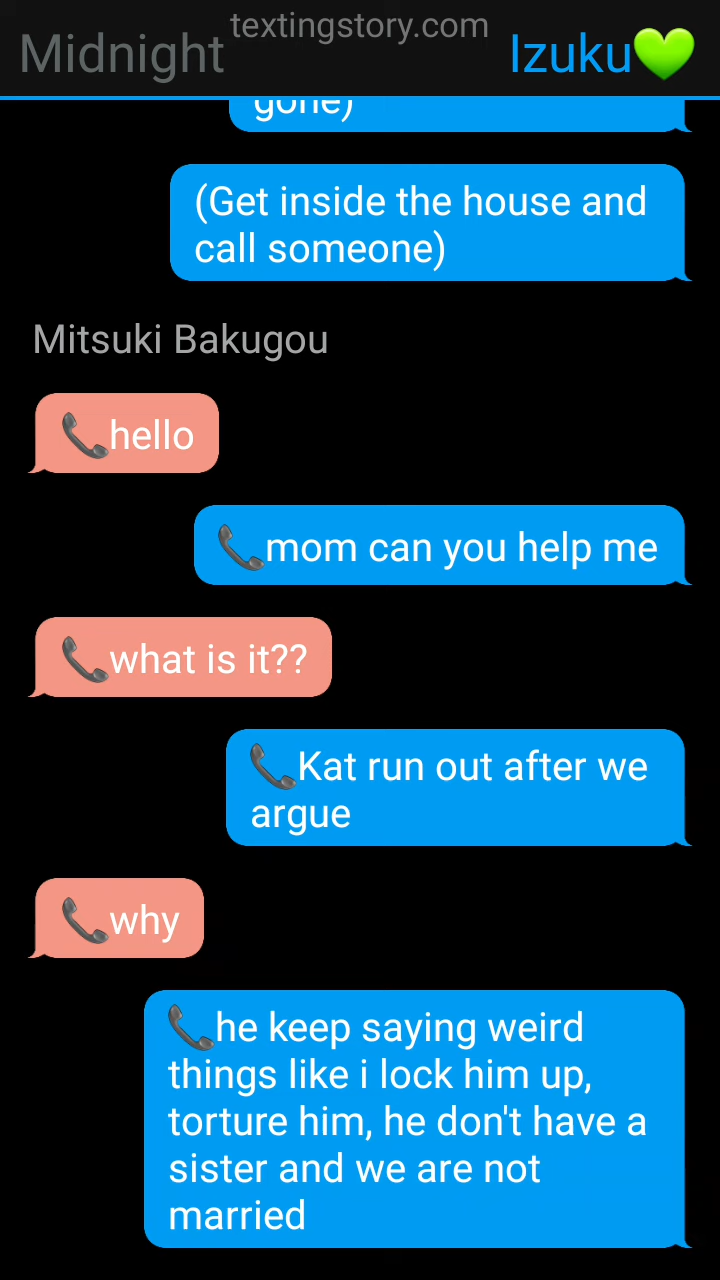 textingstory.com
Midnight
Izuku💚
gone)
(Get inside the house and
call someone)
Mitsuki Bakugou
📞hello
📞mom can you help me
📞what is it??
📞Kat run out after we
argue
📞why
📞he keep saying weird
things like i lock him up,
torture him, he don't have a
sister and we are not
married